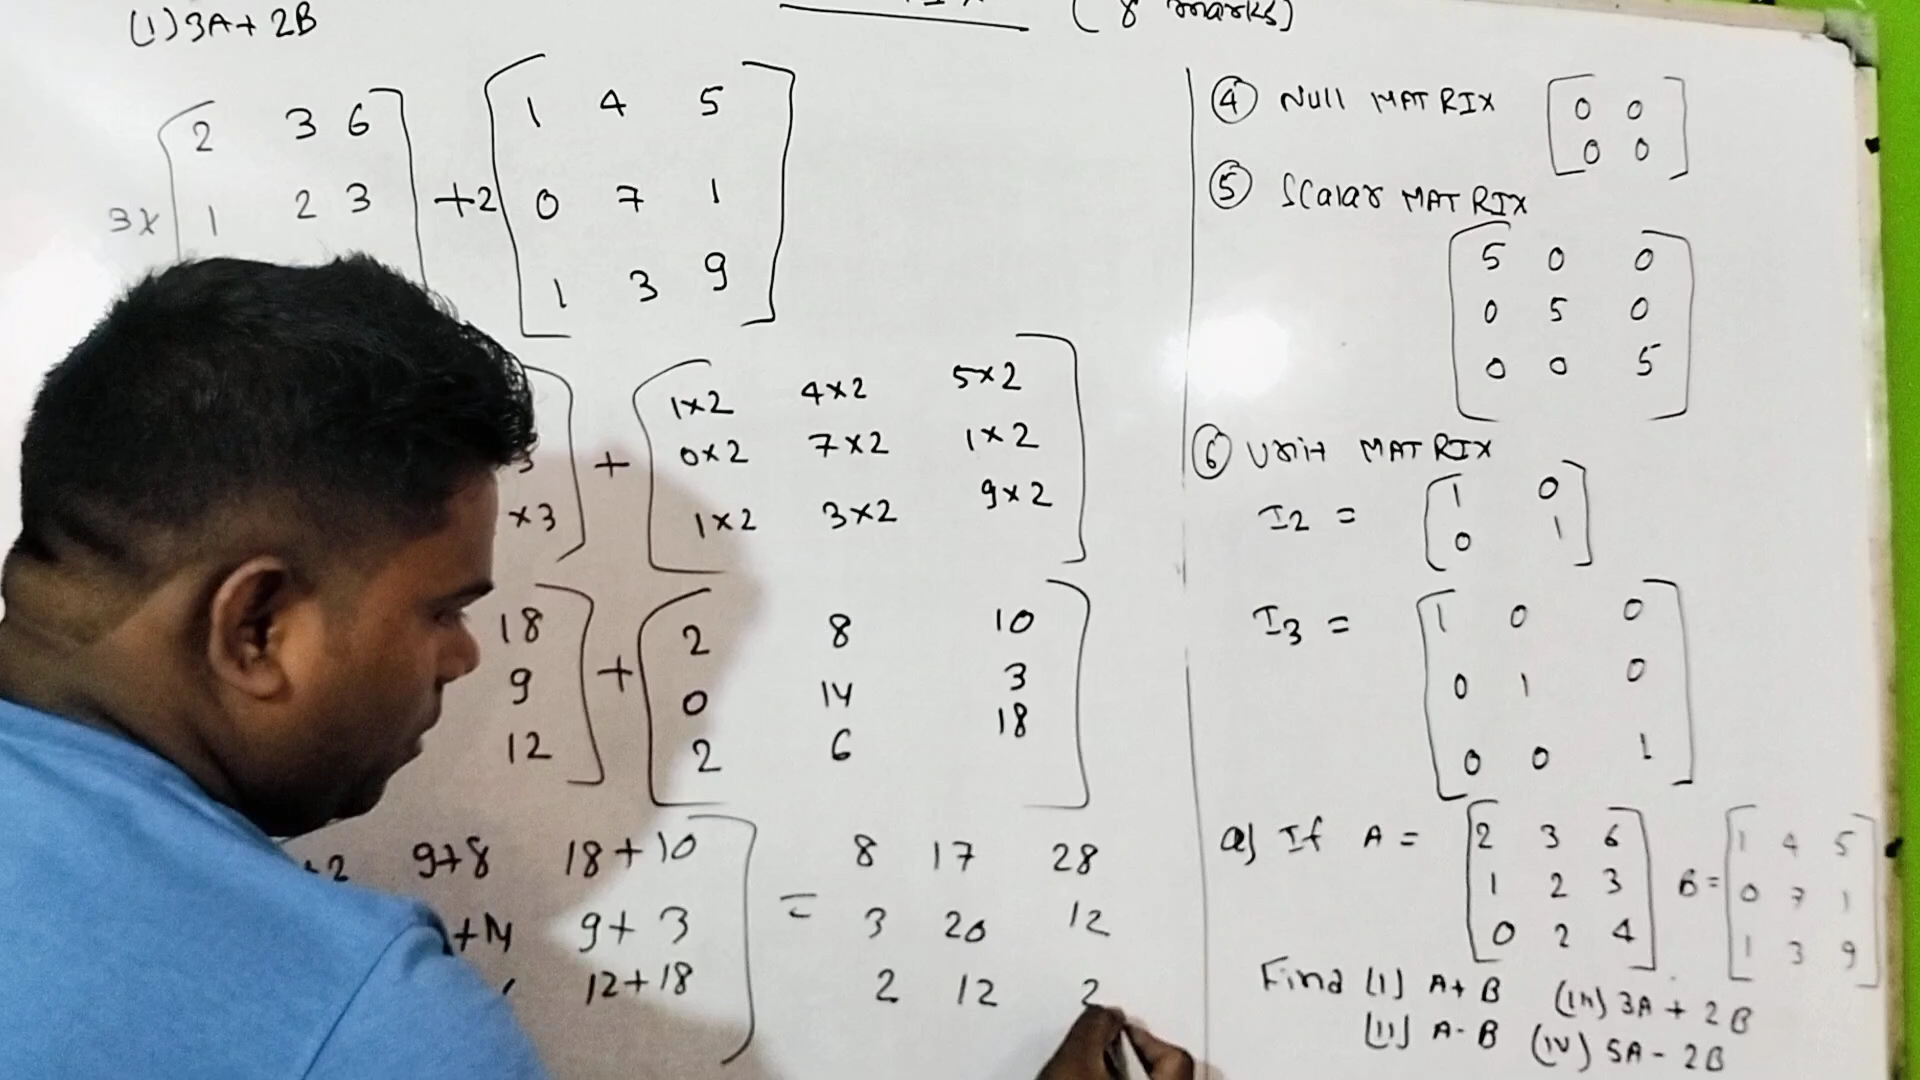 (1) 3A + 2B
(8 marks)
3x [ 2 3 6 ] +2 [ 1 4 5 ]
1 2 3 0 7 1
1 3 9
3 + [ 1x2 4x2 5x2 ]
0x2 7x2 1x2
x3 1x2 3x2 9x2
18 + [ 2 8 10 ]
9 0 14 3
12 2 6 18
+2 9+8 18+10 = 8 17 28
+14 9+3 3 20 12
12+18 2 12 2
④ Null MATRIX [ 0 0 ]
0 0
⑤ Scalar MATRIX
5 0 0
0 5 0
0 0 5
⑥ Unit MATRIX
I2 = [ 1 0 ]
0 1
I3 = [ 1 0 0 ]
0 1 0
0 0 1
a) If A = [ 2 3 6 ] B = [ 1 4 5 ]
1 2 3 0 7 1
0 2 4 1 3 9
Find (I) A+B (III) 3A + 2B
(II) A-B (IV) 5A - 2B